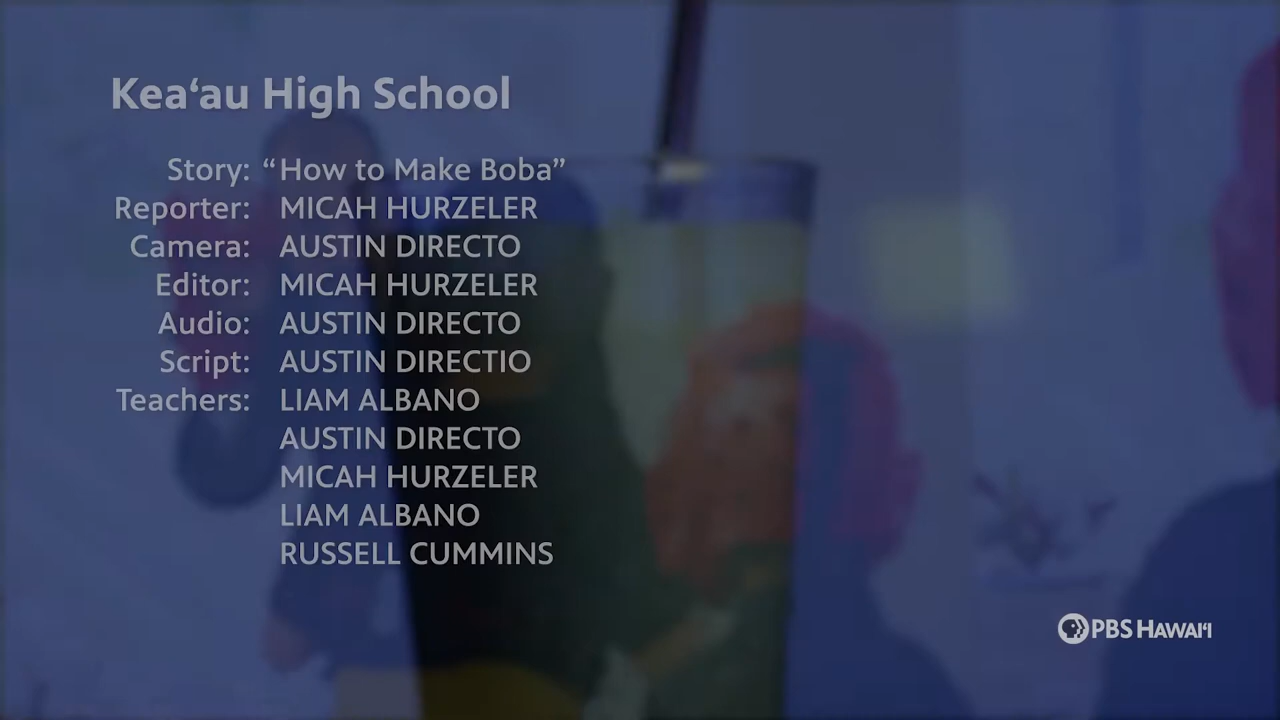 Kea‘au High School
Story: “How to Make Boba”
Reporter: MICAH HURZELER
Camera: AUSTIN DIRECTO
Editor: MICAH HURZELER
Audio: AUSTIN DIRECTO
Script: AUSTIN DIRECTIO
Teachers: LIAM ALBANO
AUSTIN DIRECTO
MICAH HURZELER
LIAM ALBANO
RUSSELL CUMMINS
PBS HAWAI‘I